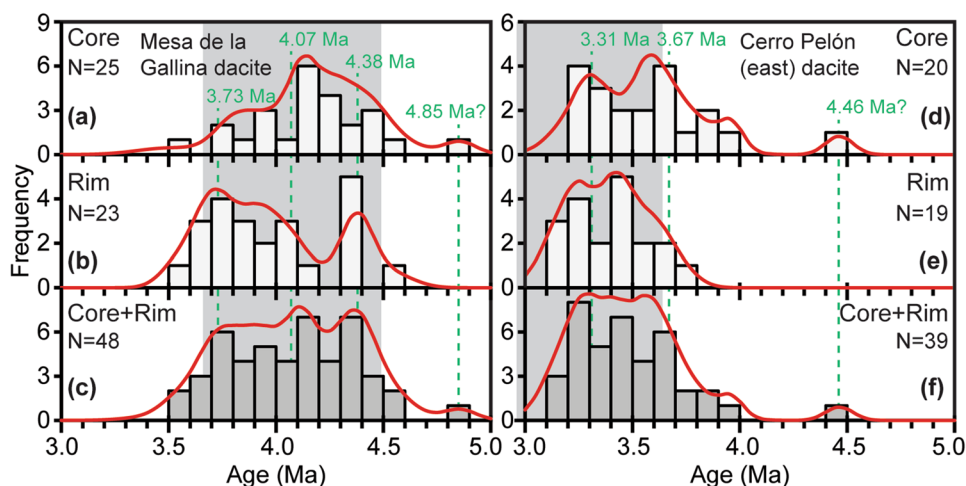 9
6
3
0
Core
N=25
(a)
Mesa de la
Gallina dacite
3.73 Ma
4.07 Ma
4.38 Ma
4.85 Ma?
6
4
2
0
3.31 Ma
3.67 Ma
Cerro Pelón
(east) dacite
Core
N=20
(d)
4.46 Ma?
Frequency
4
2
0
Rim
N=23
(b)
4
2
0
Rim
N=19
(e)
6
3
0
Core+Rim
N=48
(c)
6
3
0
Core+Rim
N=39
(f)
3.0 3.5 4.0 4.5 5.0
Age (Ma)
3.0 3.5 4.0 4.5 5.0
Age (Ma)